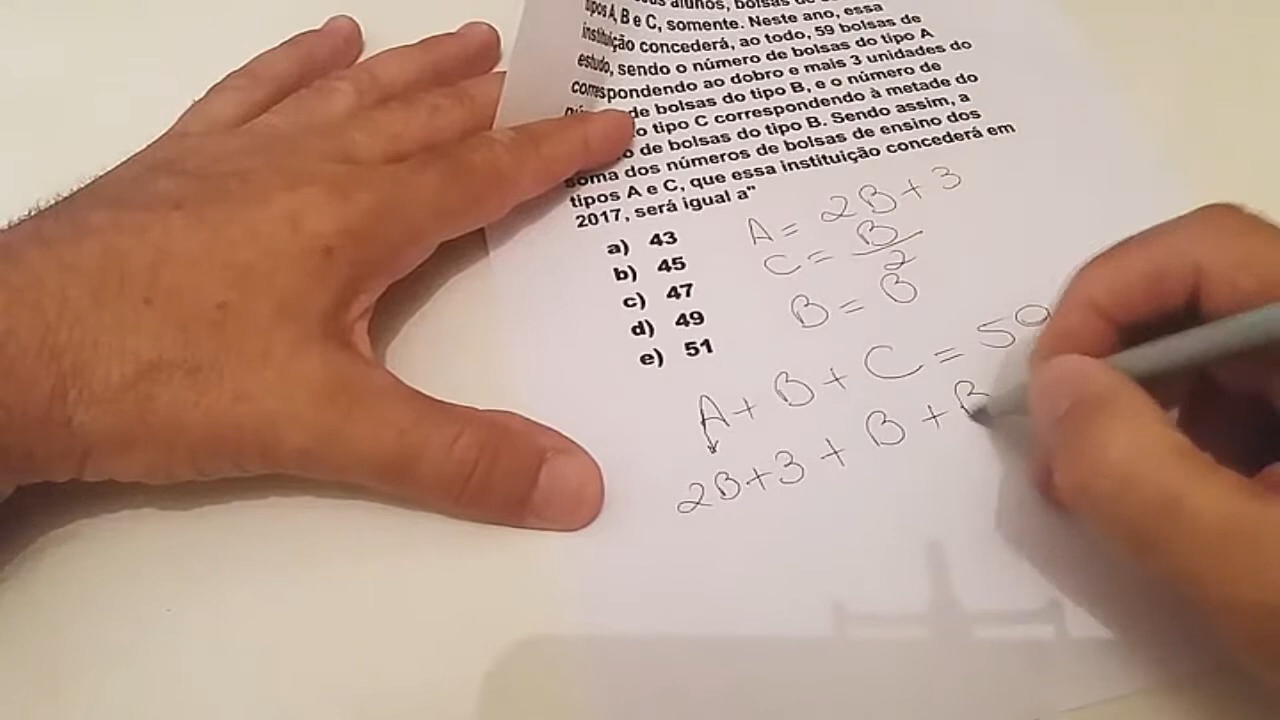 alunos, bolsas
tipos A, B e C, somente. Neste ano, essa
instituição concederá, ao todo, 59 bolsas de
estudo, sendo o número de bolsas do tipo A
correspondendo ao dobro e mais 3 unidades do
de bolsas do tipo B, e o número de
o tipo C correspondendo à metade do
de bolsas do tipo B. Sendo assim, a
soma dos números de bolsas de ensino dos
tipos A e C, que essa instituição concederá em
2017, será igual a"
a) 43
b) 45
c) 47
d) 49
e) 51
A = 2B + 3
C = B/2
B = B
A + B + C = 59
2B+3 + B + B